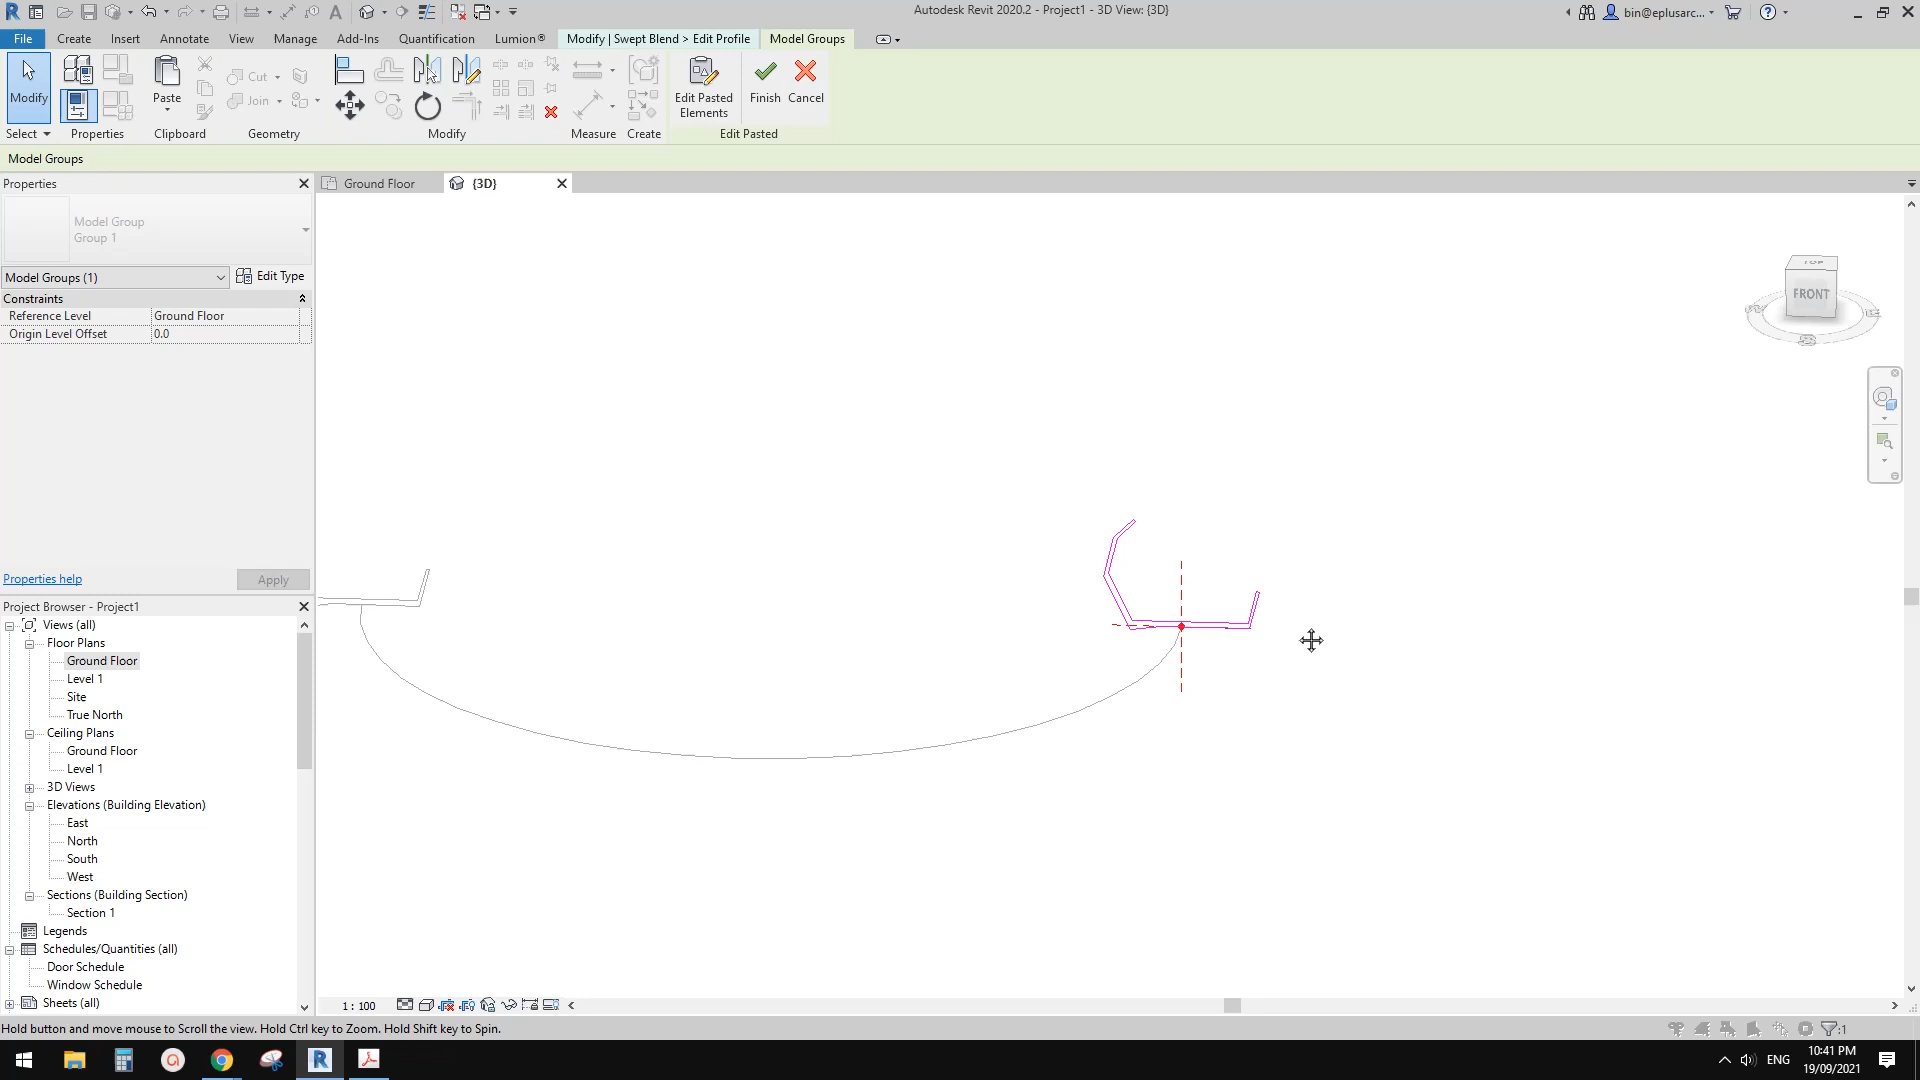 Autodesk Revit 2020.2 - Project1 - 3D View: {3D}
bin@eplusarc...
File Create Insert Annotate View Manage Add-Ins Quantification Lumion® Modify | Swept Blend > Edit Profile Model Groups
Modify
Paste
Cut
Join
Edit Pasted
Elements
Finish
Cancel
Select Properties Clipboard Geometry Modify Measure Create Edit Pasted
Model Groups
Properties
Ground Floor
{3D}
Model Group
Group 1
Model Groups (1)
Edit Type
Constraints
Reference Level Ground Floor
Origin Level Offset 0.0
TOP
FRONT
Properties help
Apply
Project Browser - Project1
Views (all)
Floor Plans
Ground Floor
Level 1
Site
True North
Ceiling Plans
Ground Floor
Level 1
3D Views
Elevations (Building Elevation)
East
North
South
West
Sections (Building Section)
Section 1
Legends
Schedules/Quantities (all)
Door Schedule
Window Schedule
Sheets (all)
1 : 100
Hold button and move mouse to Scroll the view. Hold Ctrl key to Zoom. Hold Shift key to Spin.
:1
ENG
10:41 PM
19/09/2021